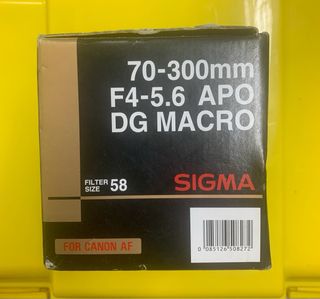 70-300mm
F4-5.6 APO
DG MACRO
FILTER
SIZE 58
SIGMA
FOR CANON AF
0 085126 508272